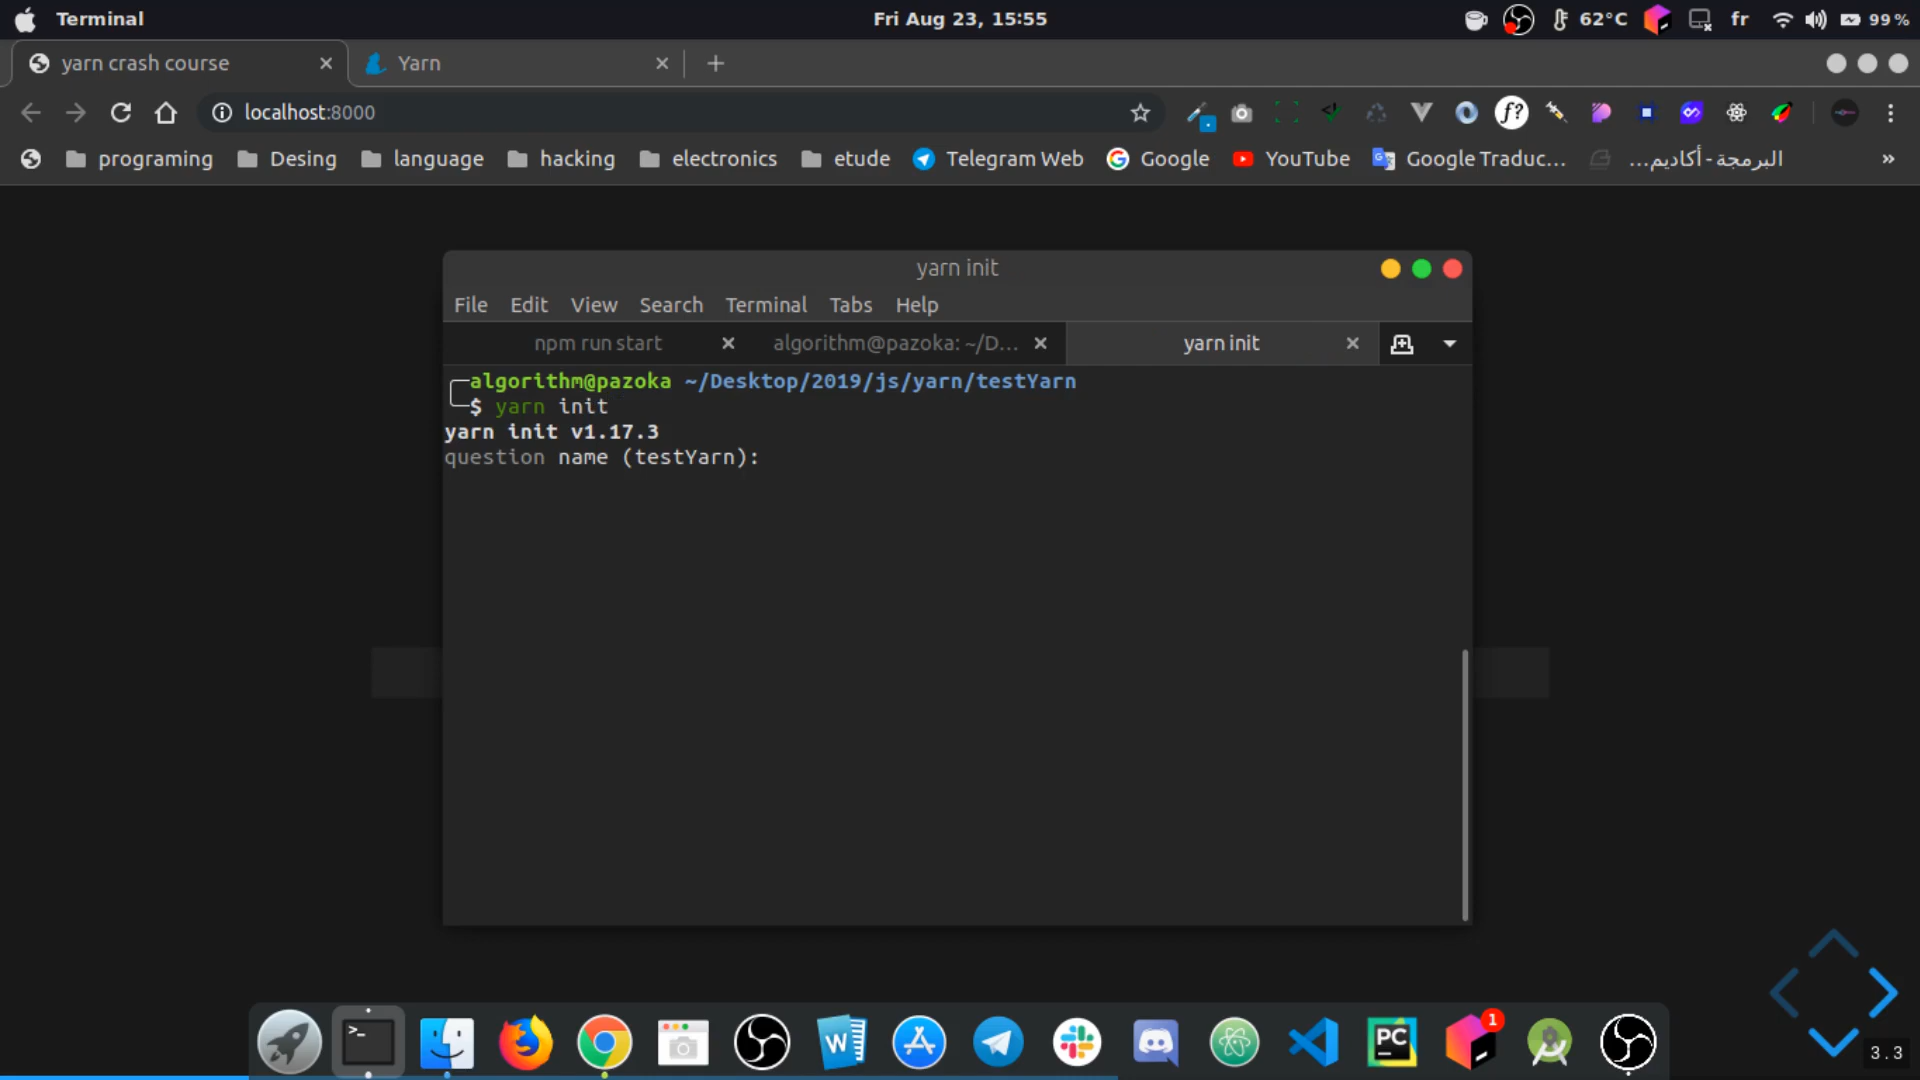 Terminal
Fri Aug 23, 15:55
62°C
fr
99%
yarn crash course
Yarn
localhost:8000
f?
programing
Desing
language
hacking
electronics
etude
Telegram Web
Google
YouTube
Google Traduc...
البرمجة - أكاديم...
»
yarn init
File Edit View Search Terminal Tabs Help
npm run start
algorithm@pazoka: ~/D...
yarn init
algorithm@pazoka ~/Desktop/2019/js/yarn/testYarn
$ yarn init
yarn init v1.17.3
question name (testYarn):
>_
W
PC
1
3.3